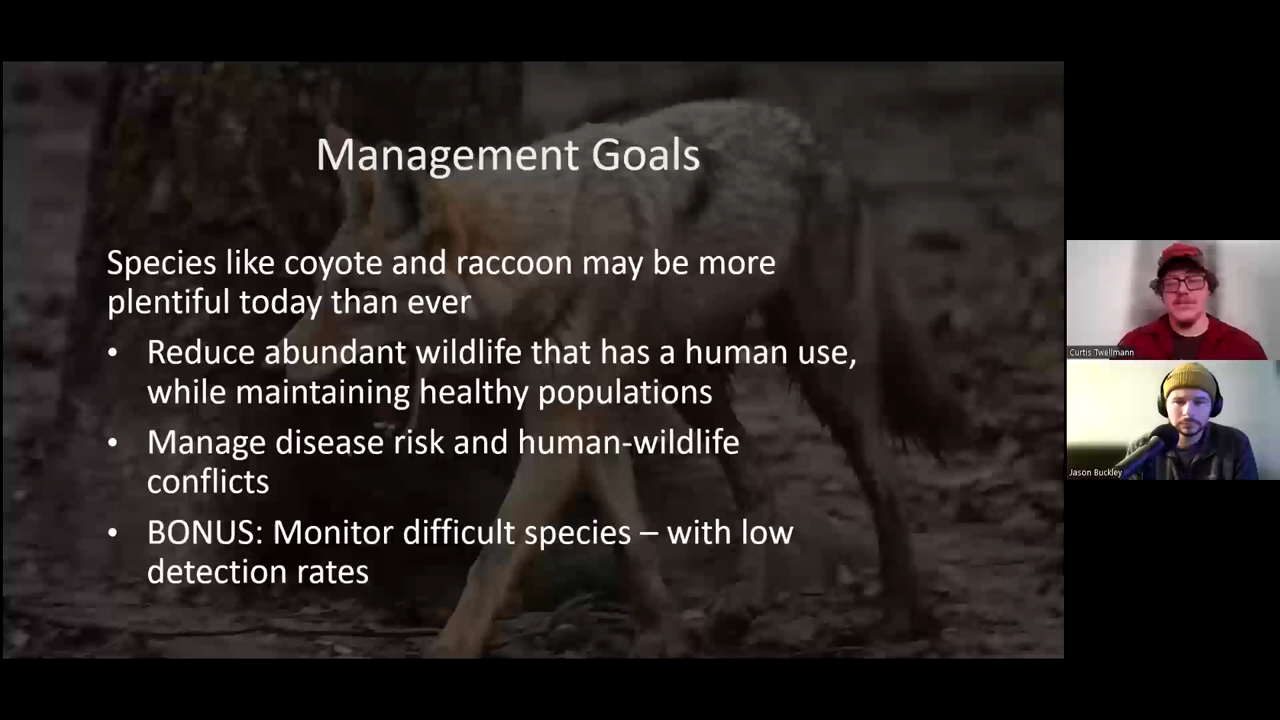 Management Goals
Species like coyote and raccoon may be more
plentiful today than ever
• Reduce abundant wildlife that has a human use,
while maintaining healthy populations
• Manage disease risk and human-wildlife
conflicts
• BONUS: Monitor difficult species – with low
detection rates
Curtis Twellmann
Jason Buckley